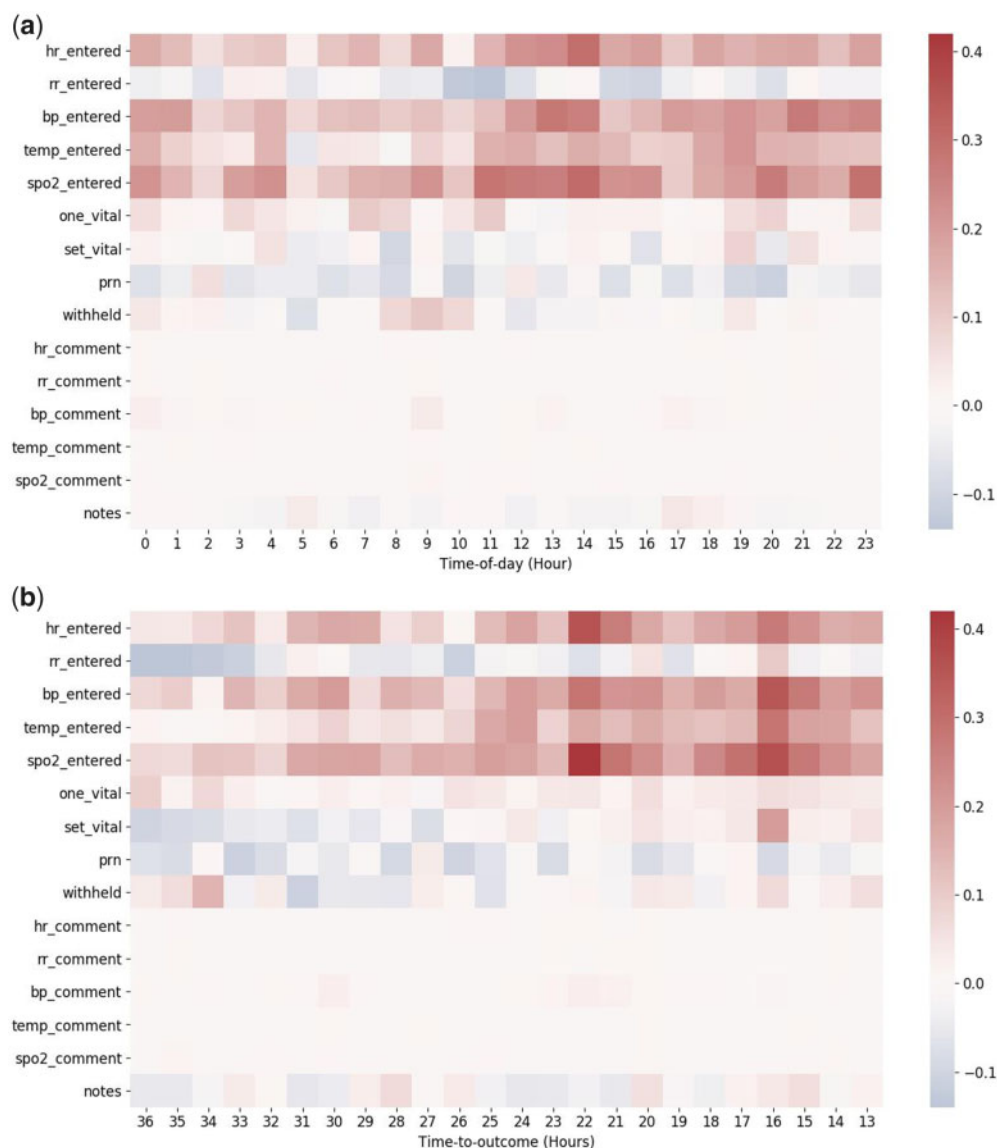 (a)
hr_entered
rr_entered
bp_entered
temp_entered
spo2_entered
one_vital
set_vital
prn
withheld
hr_comment
rr_comment
bp_comment
temp_comment
spo2_comment
notes
0 1 2 3 4 5 6 7 8 9 10 11 12 13 14 15 16 17 18 19 20 21 22 23
Time-of-day (Hour)
0.4
0.3
0.2
0.1
0.0
−0.1
(b)
hr_entered
rr_entered
bp_entered
temp_entered
spo2_entered
one_vital
set_vital
prn
withheld
hr_comment
rr_comment
bp_comment
temp_comment
spo2_comment
notes
36 35 34 33 32 31 30 29 28 27 26 25 24 23 22 21 20 19 18 17 16 15 14 13
Time-to-outcome (Hours)
0.4
0.3
0.2
0.1
0.0
−0.1